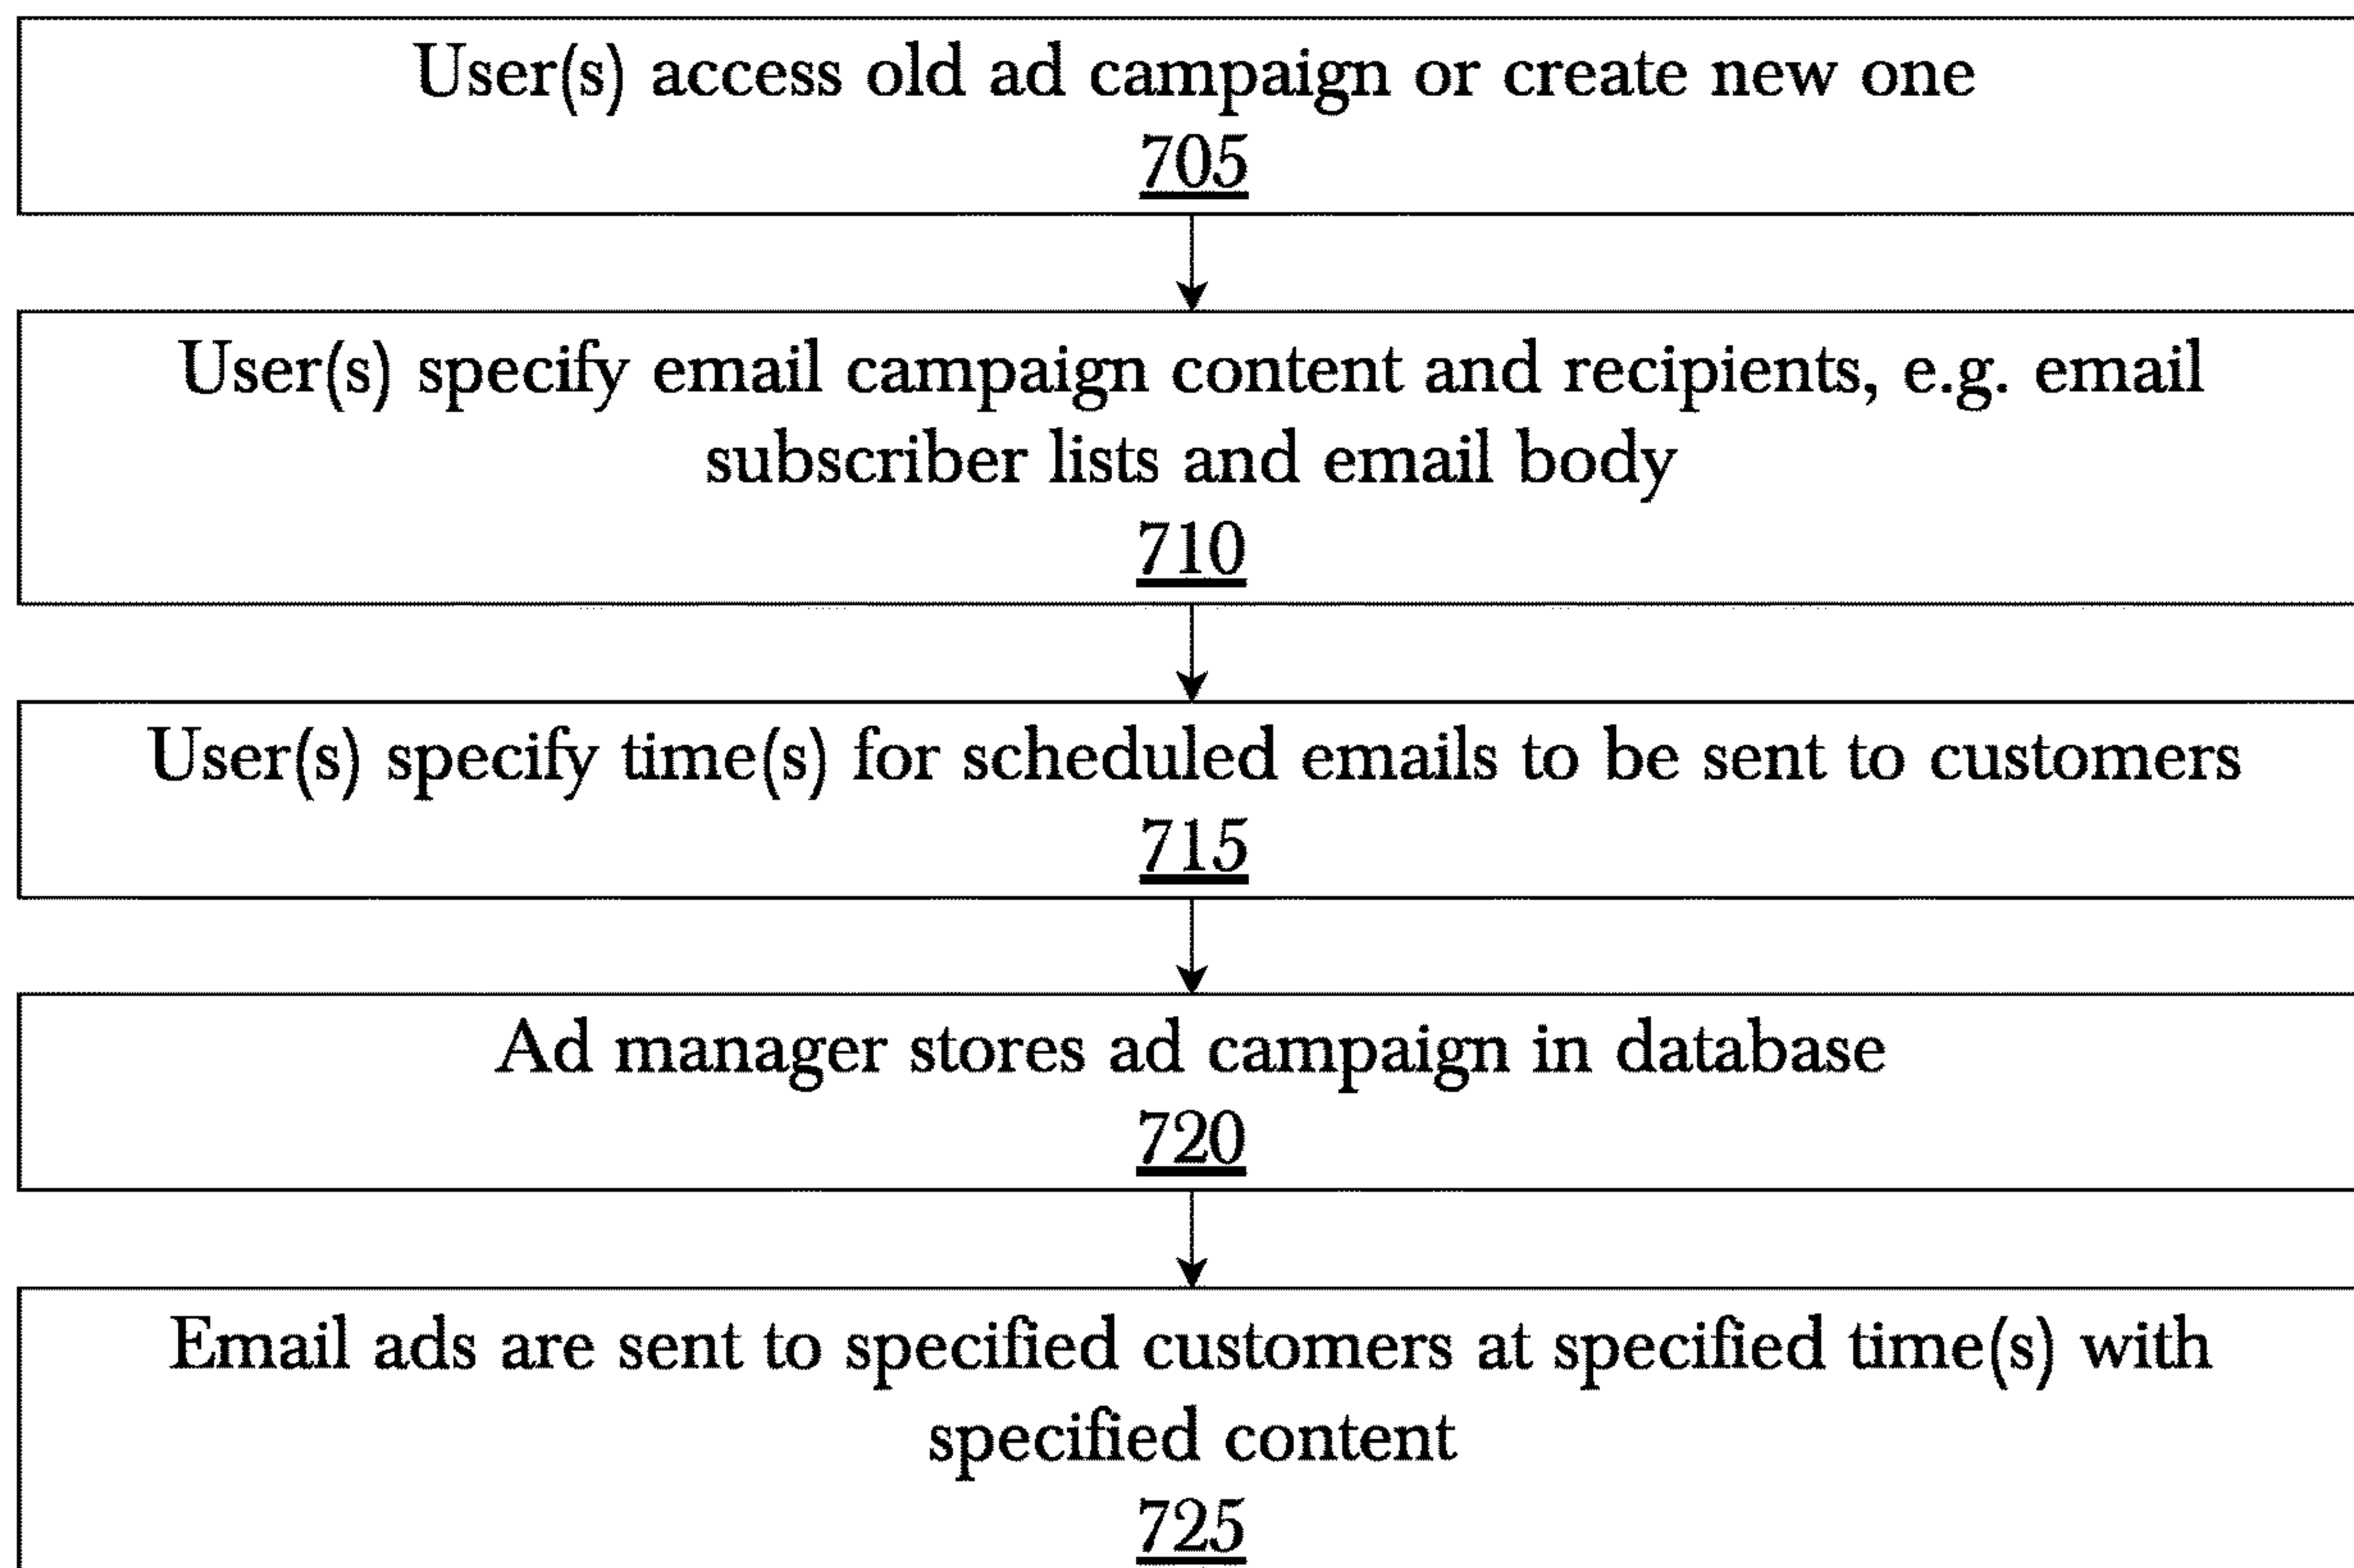 User(s) access old ad campaign or create new one
705
User(s) specify email campaign content and recipients, e.g. email
subscriber lists and email body
710
User(s) specify time(s) for scheduled emails to be sent to customers
715
Ad manager stores ad campaign in database
720
Email ads are sent to specified customers at specified time(s) with
specified content
725